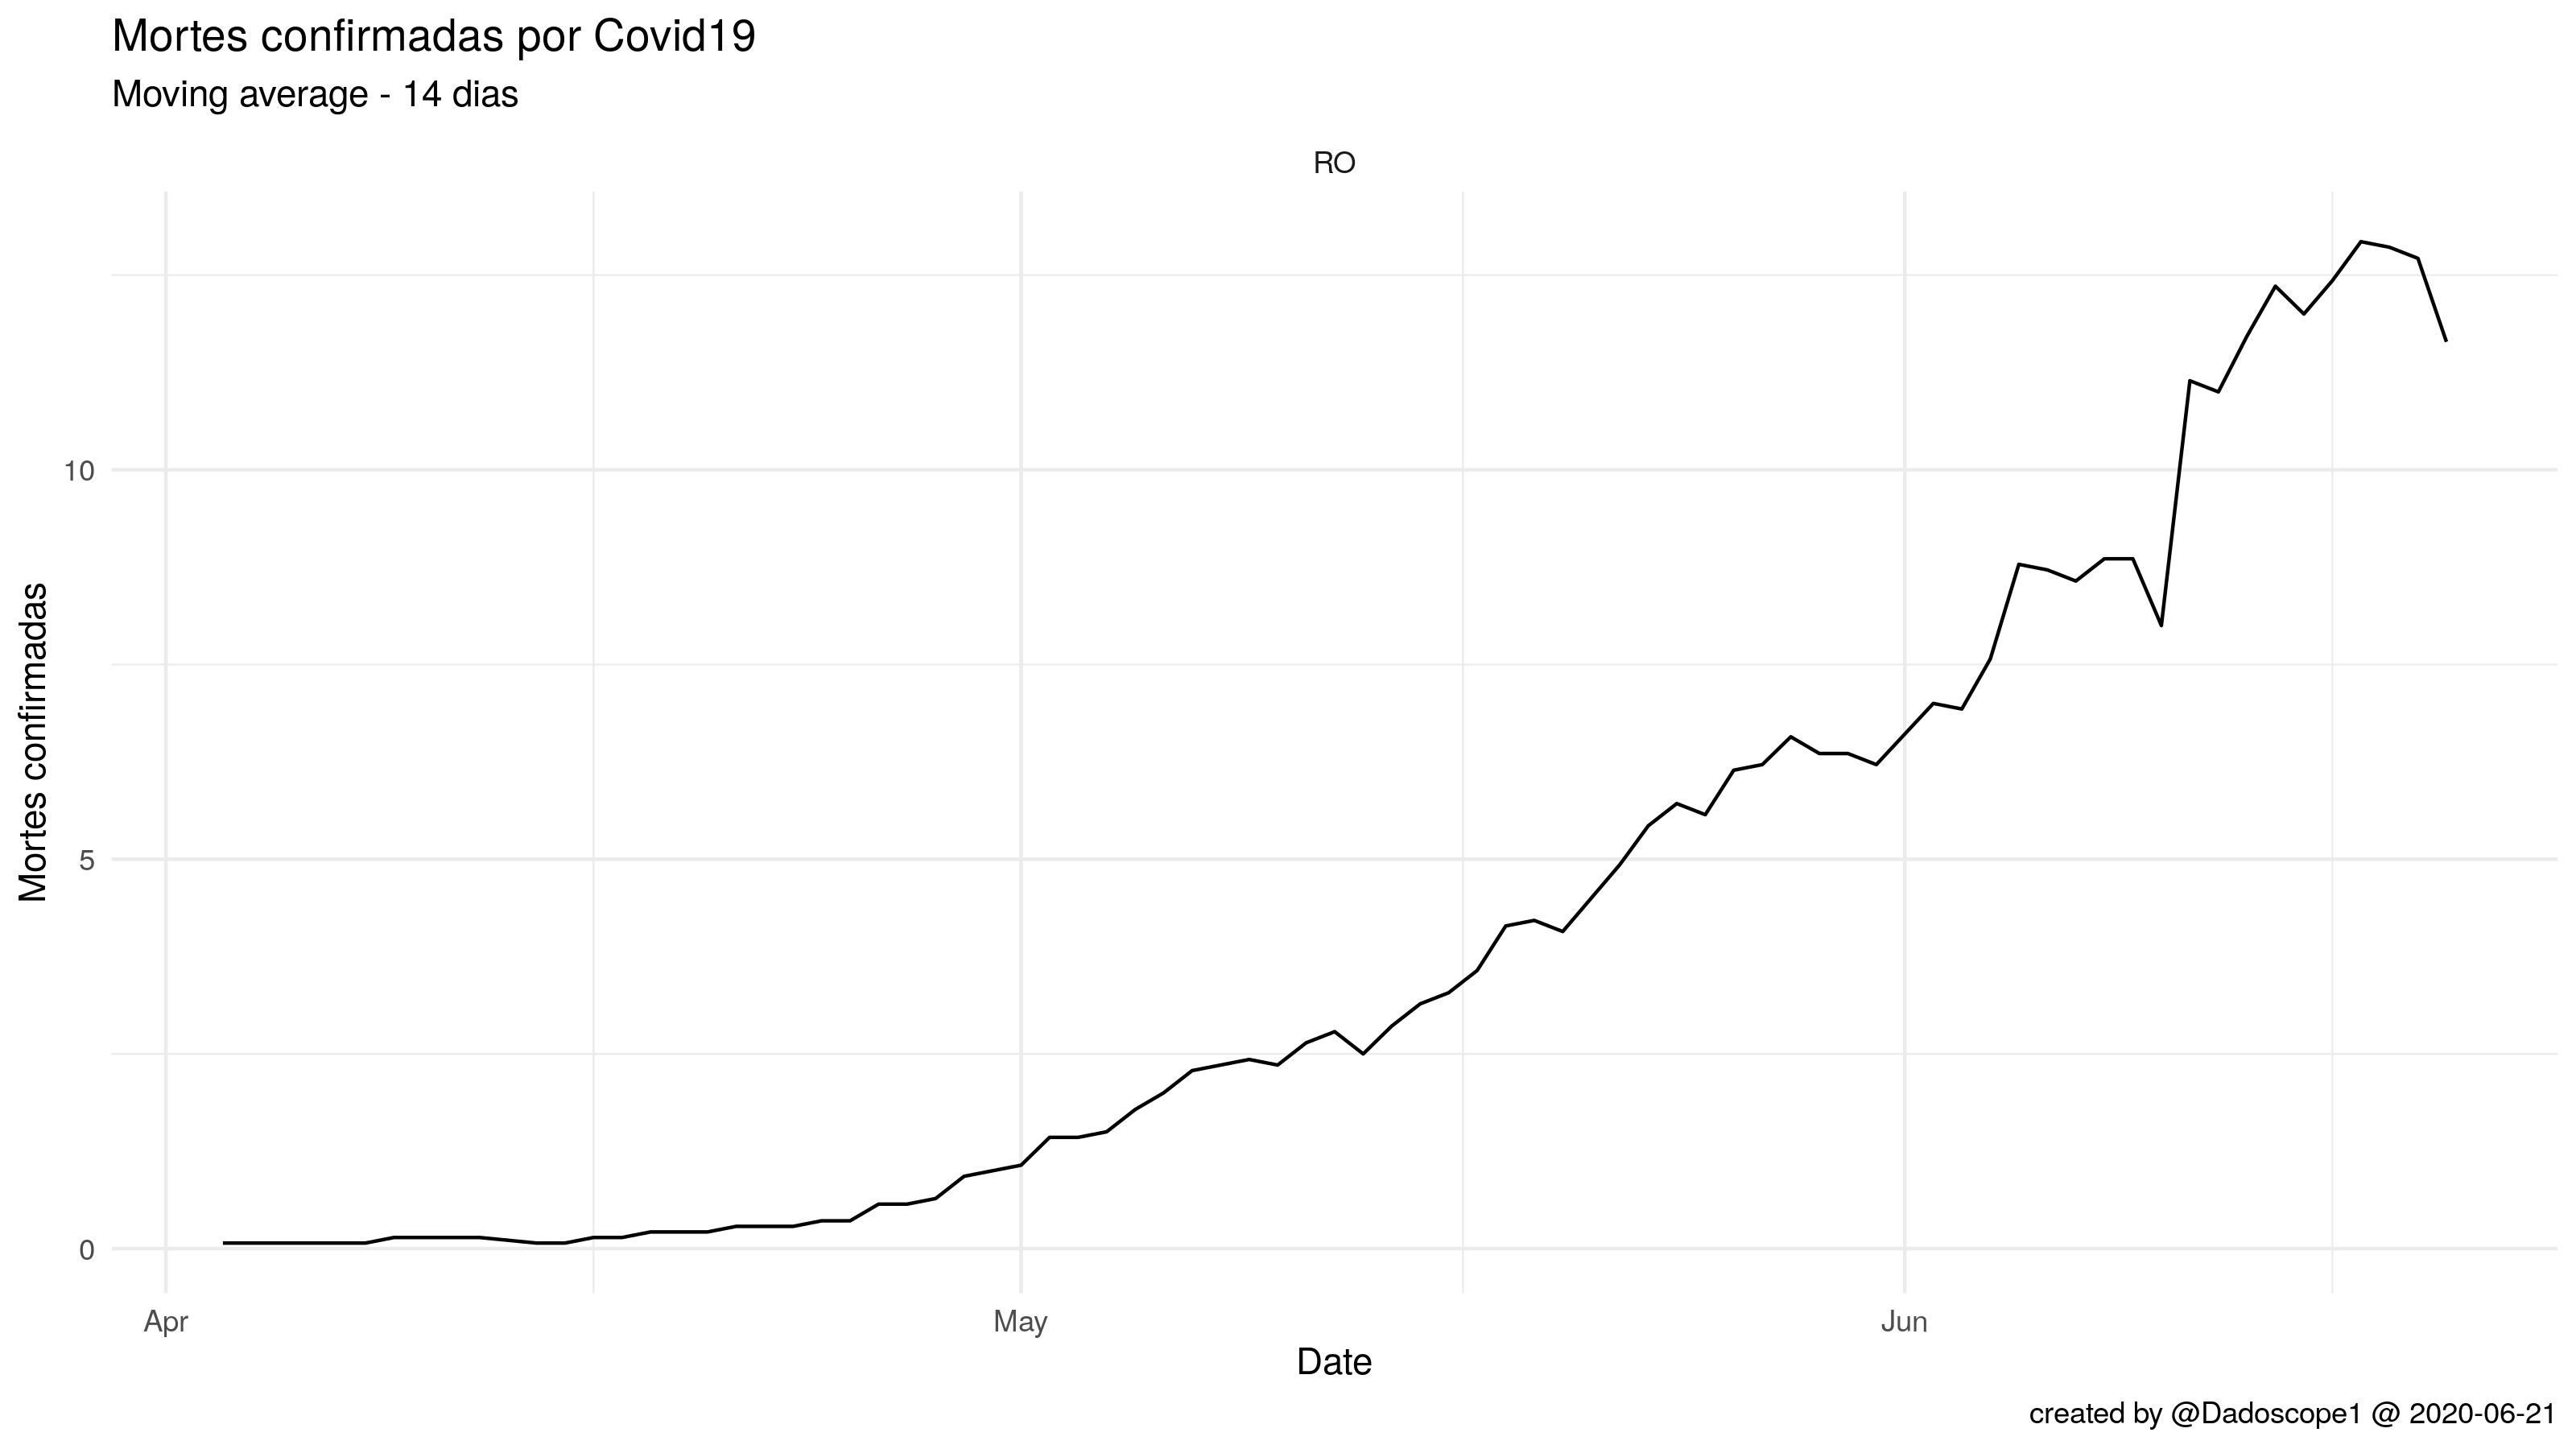 Mortes confirmadas por Covid19
Moving average - 14 dias
RO
Mortes confirmadas
10
5
0
Apr
May
Jun
Date
created by @Dadoscope1 @ 2020-06-21